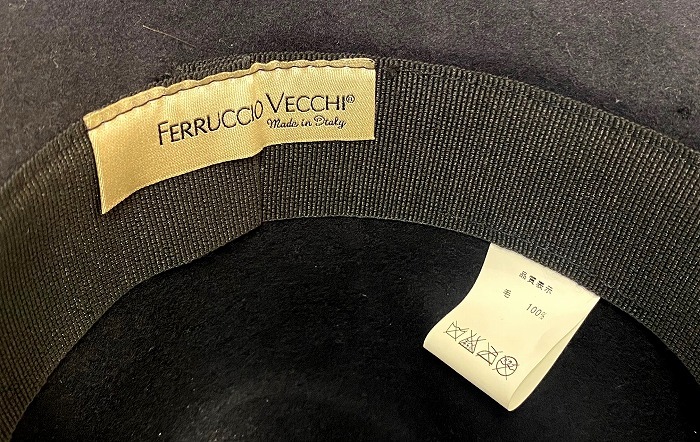 FERRUCCIO VECCHI®
Made in Italy
品質表示
毛 100%